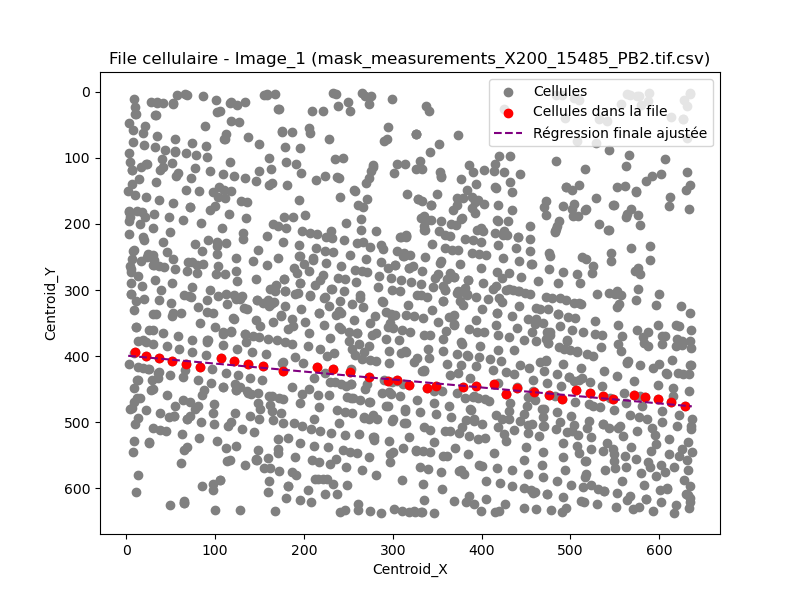 File cellulaire - Image_1 (mask_measurements_X200_15485_PB2.tif.csv)
Cellules
Cellules dans la file
Régression finale ajustée
0
100
200
300
400
500
600
Centroid_Y
0 100 200 300 400 500 600
Centroid_X